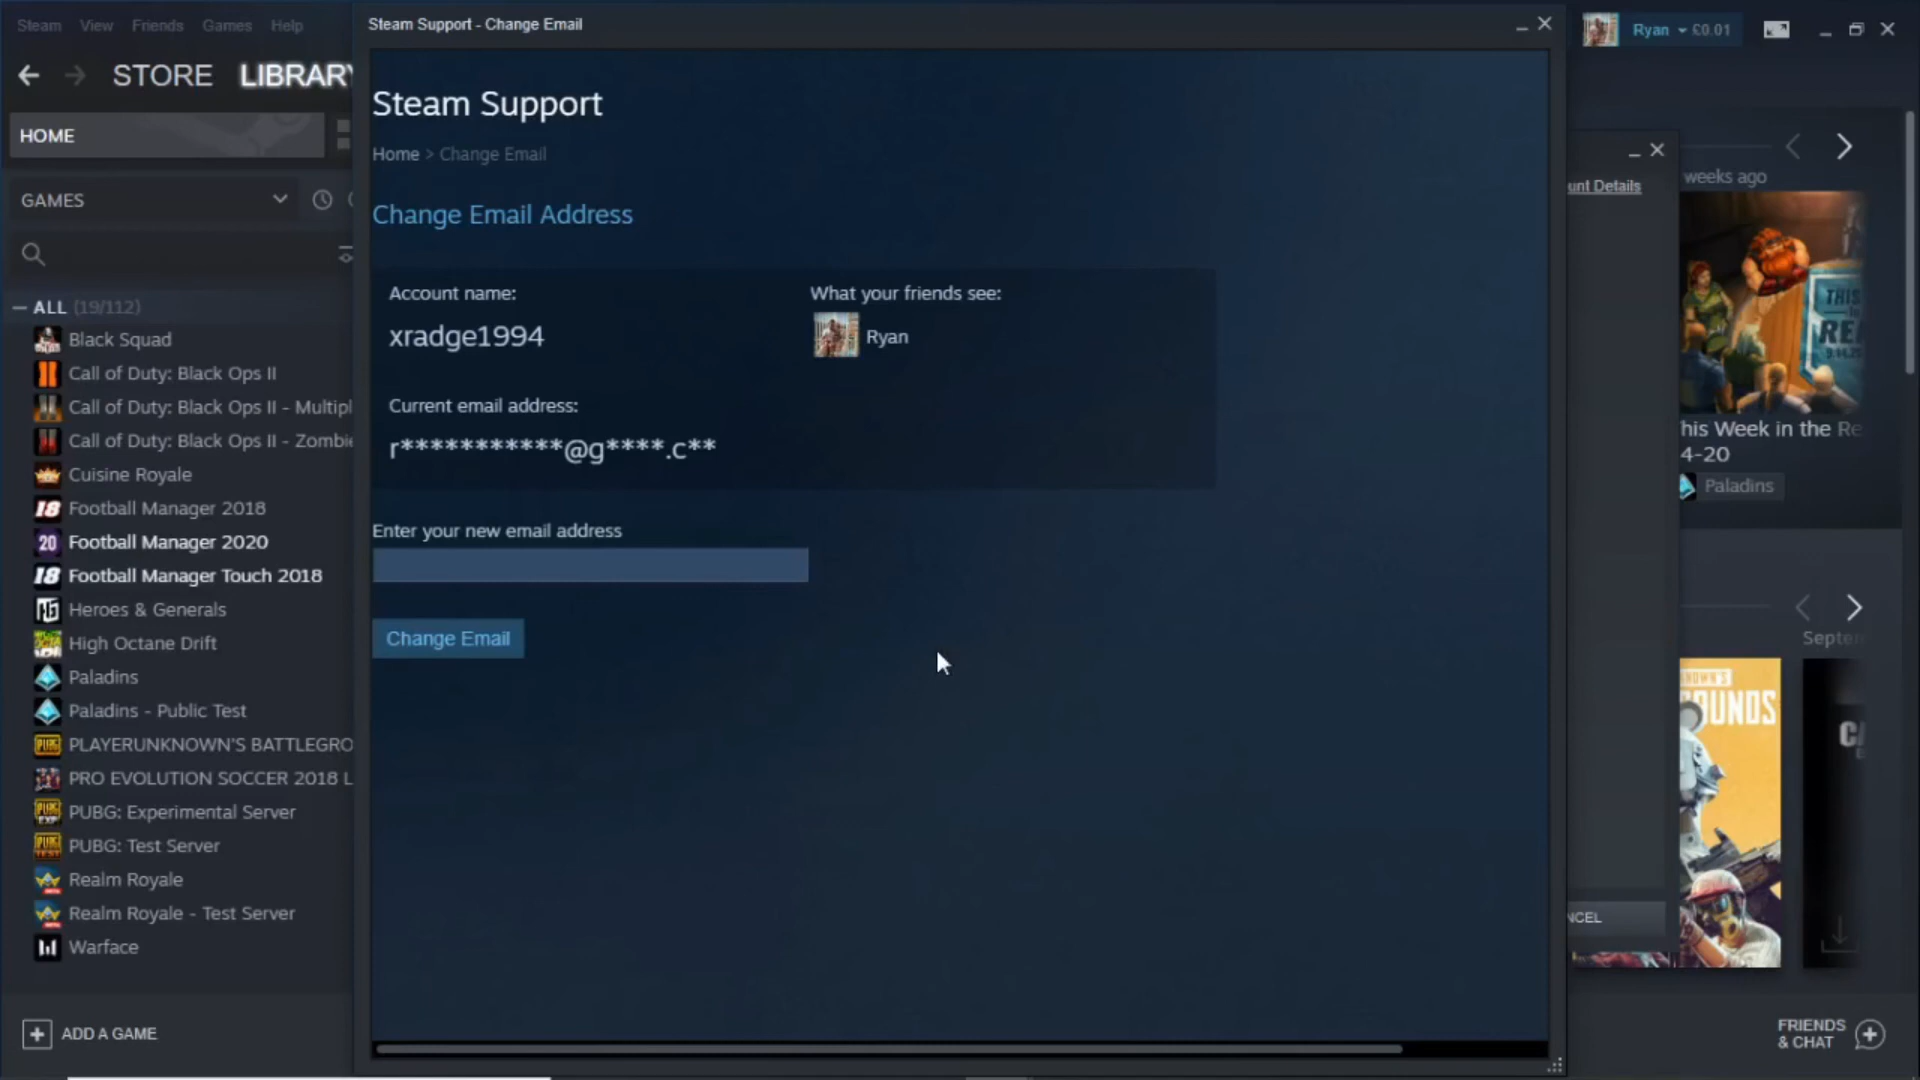 Steam View Friends Games Help
Steam Support - Change Email
Ryan £0.01
STORE LIBRARY
HOME
GAMES
ALL (19/112)
Black Squad
Call of Duty: Black Ops II
Call of Duty: Black Ops II - Multipl
Call of Duty: Black Ops II - Zombie
Cuisine Royale
Football Manager 2018
Football Manager 2020
Football Manager Touch 2018
Heroes & Generals
High Octane Drift
Paladins
Paladins - Public Test
PLAYERUNKNOWN'S BATTLEGRO
PRO EVOLUTION SOCCER 2018 L
PUBG: Experimental Server
PUBG: Test Server
Realm Royale
Realm Royale - Test Server
Warface
ADD A GAME
Steam Support
Home > Change Email
Change Email Address
Account name:
xradge1994
What your friends see:
Ryan
Current email address:
r***********@g****.c**
Enter your new email address
Change Email
unt Details
weeks ago
THIS
RE
his Week in the Re
4-20
Paladins
Septem
NOWN'S
OUNDS
CA
NCEL
FRIENDS
& CHAT